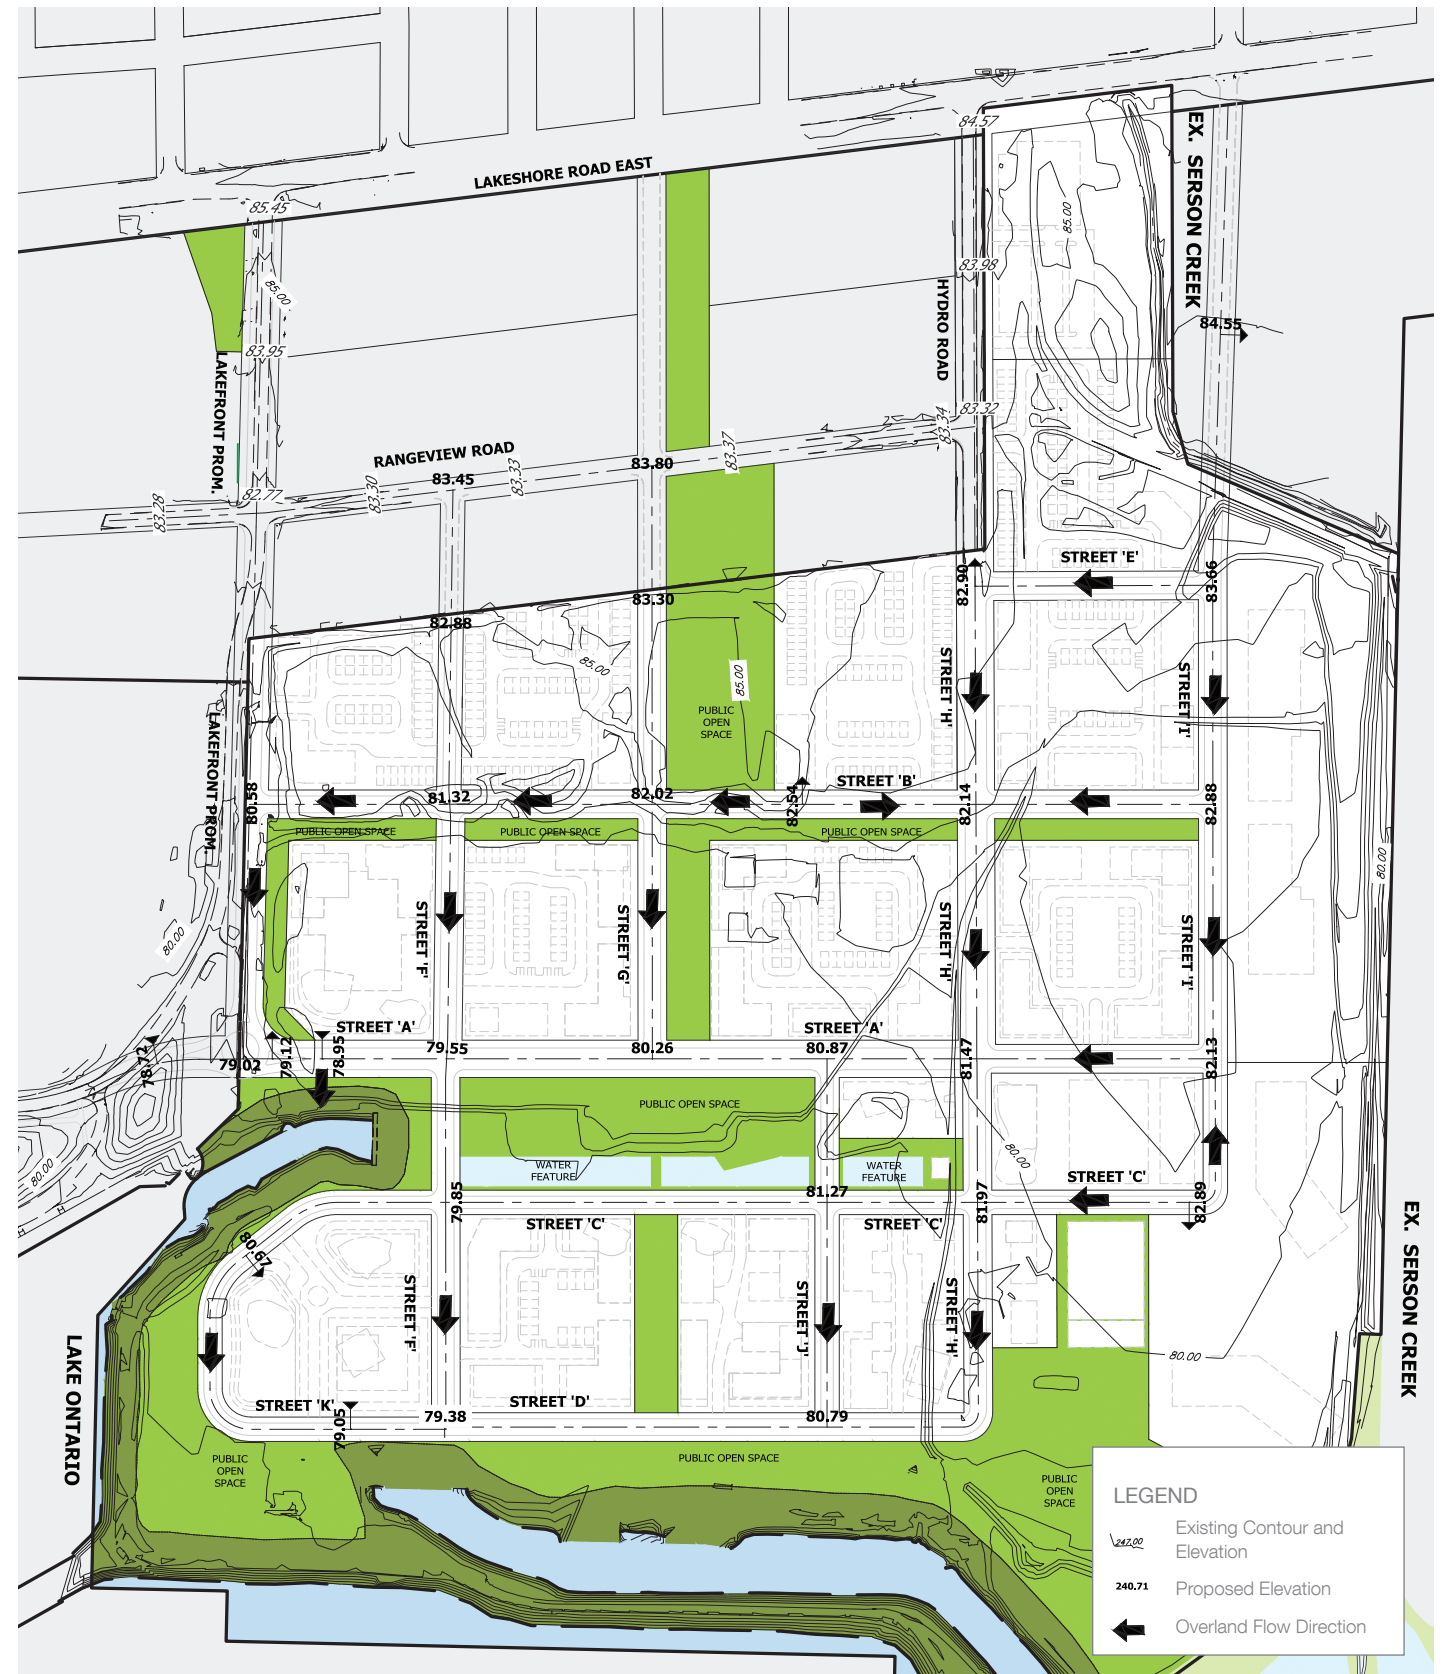 84.57
EX. SERSON CREEK
LAKESHORE ROAD EAST
85.45
85.00
83.98
85.00
HYDRO ROAD
84.55
83.95
LAKEFRONT PROM.
83.32
83.34
83.37
RANGEVIEW ROAD
83.80
83.45
83.33
83.30
82.77
STREET 'E'
82.90
83.66
83.30
82.88
85.00
85.00
STREET 'H'
STREET 'I'
PUBLIC
OPEN
SPACE
LAKEFRONT PROM.
STREET 'B'
80.58
81.32
82.02
82.54
82.14
82.88
PUBLIC OPEN SPACE
PUBLIC OPEN SPACE
PUBLIC OPEN SPACE
80.00
80.00
STREET 'F'
STREET 'G'
STREET 'H'
STREET 'I'
STREET 'A'
STREET 'A'
78.72
79.02
79.12
78.95
79.55
80.26
80.87
81.47
82.13
PUBLIC OPEN SPACE
80.00
80.00
WATER
FEATURE
WATER
FEATURE
STREET 'C'
79.85
81.27
81.97
82.89
STREET 'C'
STREET 'C'
80.67
STREET 'F'
STREET 'J'
STREET 'H'
EX. SERSON CREEK
80.00
LAKE ONTARIO
STREET 'K'
STREET 'D'
79.05
79.38
80.79
PUBLIC
OPEN
SPACE
PUBLIC OPEN SPACE
PUBLIC
OPEN
SPACE
LEGEND
247.00
Existing Contour and
Elevation
240.71
Proposed Elevation
Overland Flow Direction